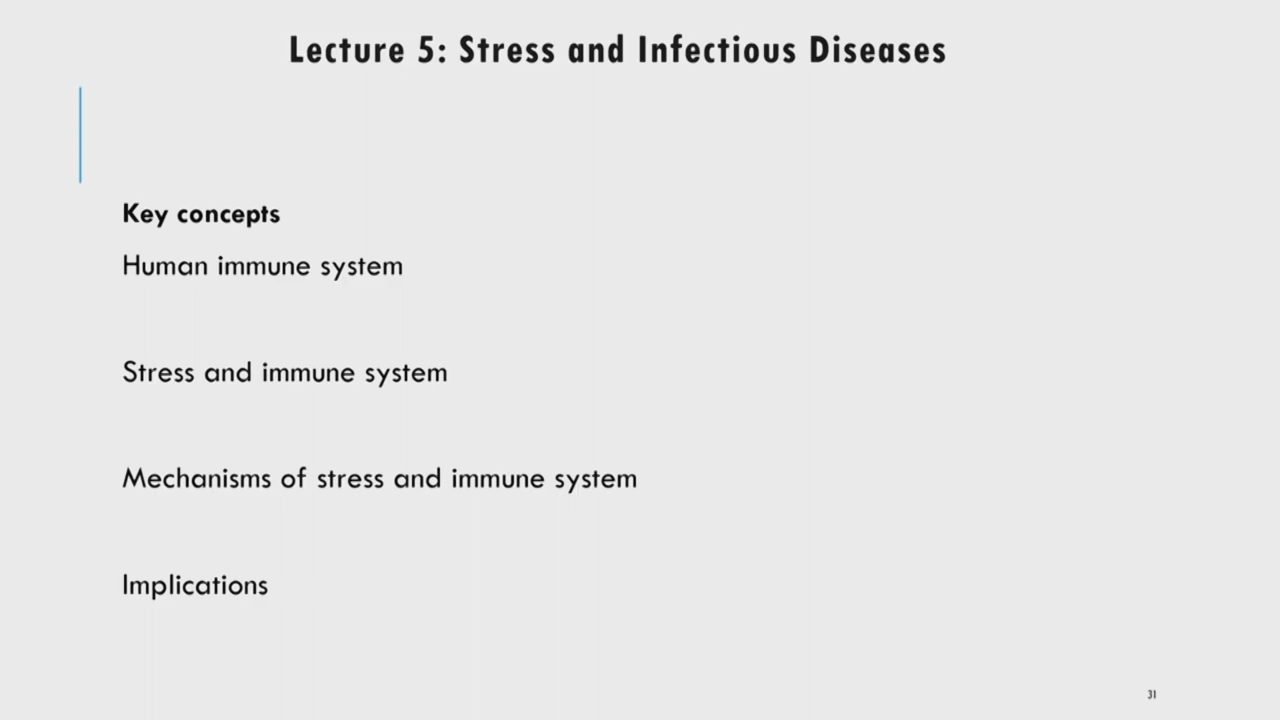 Lecture 5: Stress and Infectious Diseases
Key concepts
Human immune system
Stress and immune system
Mechanisms of stress and immune system
Implications
31